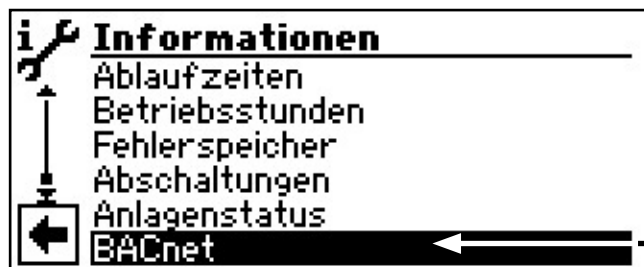 i Informationen
Ablaufzeiten
Betriebsstunden
Fehlerspeicher
Abschaltungen
Anlagenstatus
BACnet